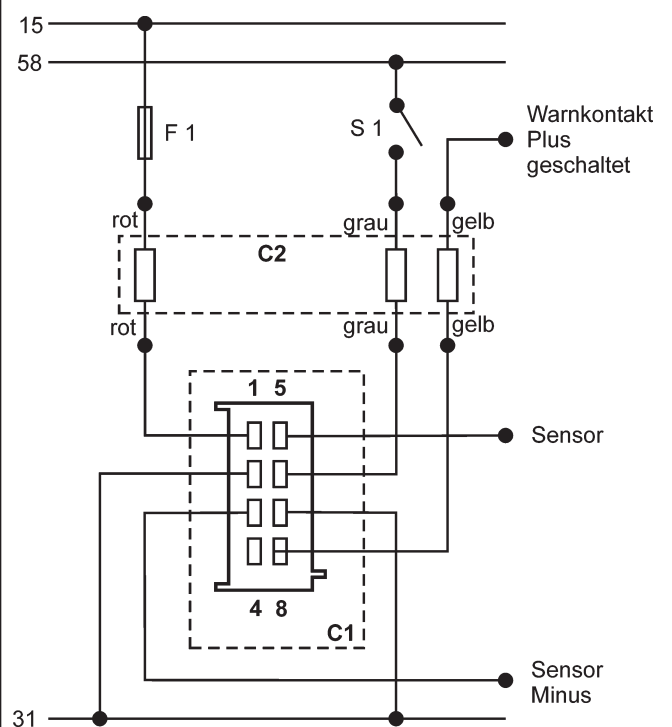 15
58
F 1
S 1
Warnkontakt
Plus
geschaltet
rot
grau
gelb
C2
rot
grau
gelb
1 5
Sensor
4 8
C1
Sensor
Minus
31